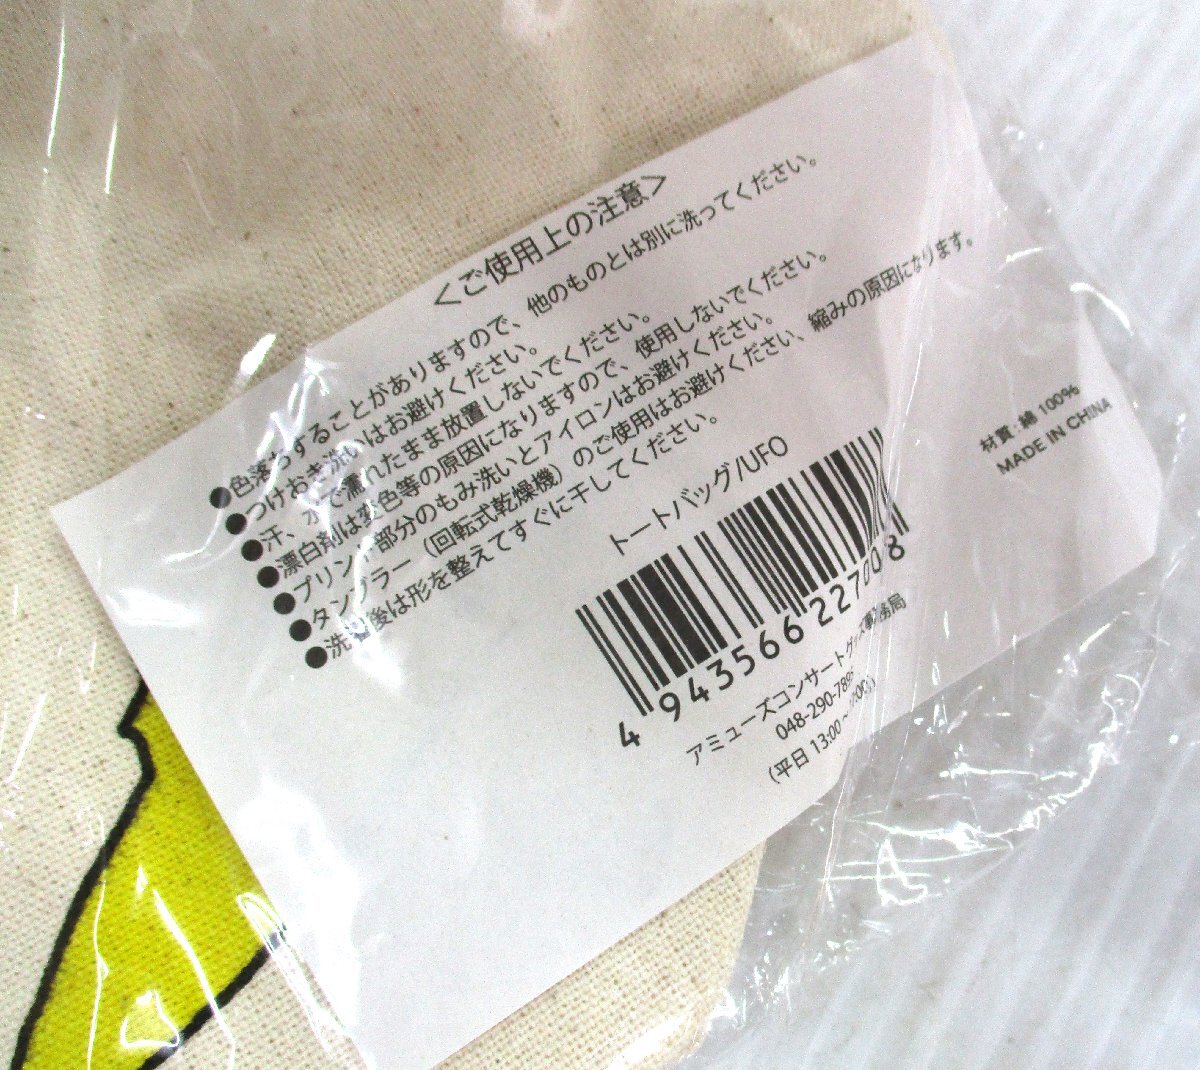 ＜ご使用上の注意＞
●色落ちすることがありますので、他のものとは別に洗ってください。
●つけおき洗いはお避けください。
●汗、水で濡れたまま放置しないでください。
●漂白剤は変色等の原因になりますので、使用しないでください。
●プリント部分のもみ洗いとアイロンはお避けください。
●タンブラー（回転式乾燥機）のご使用はお避けください、縮みの原因になります。
●洗濯後は形を整えてすぐに干してください。
トートバッグ/UFO
4943566227008
アミューズコンサートグッズ事務局
048-290-789
(平日 13:00～
材質：綿 100%
MADE IN CHINA